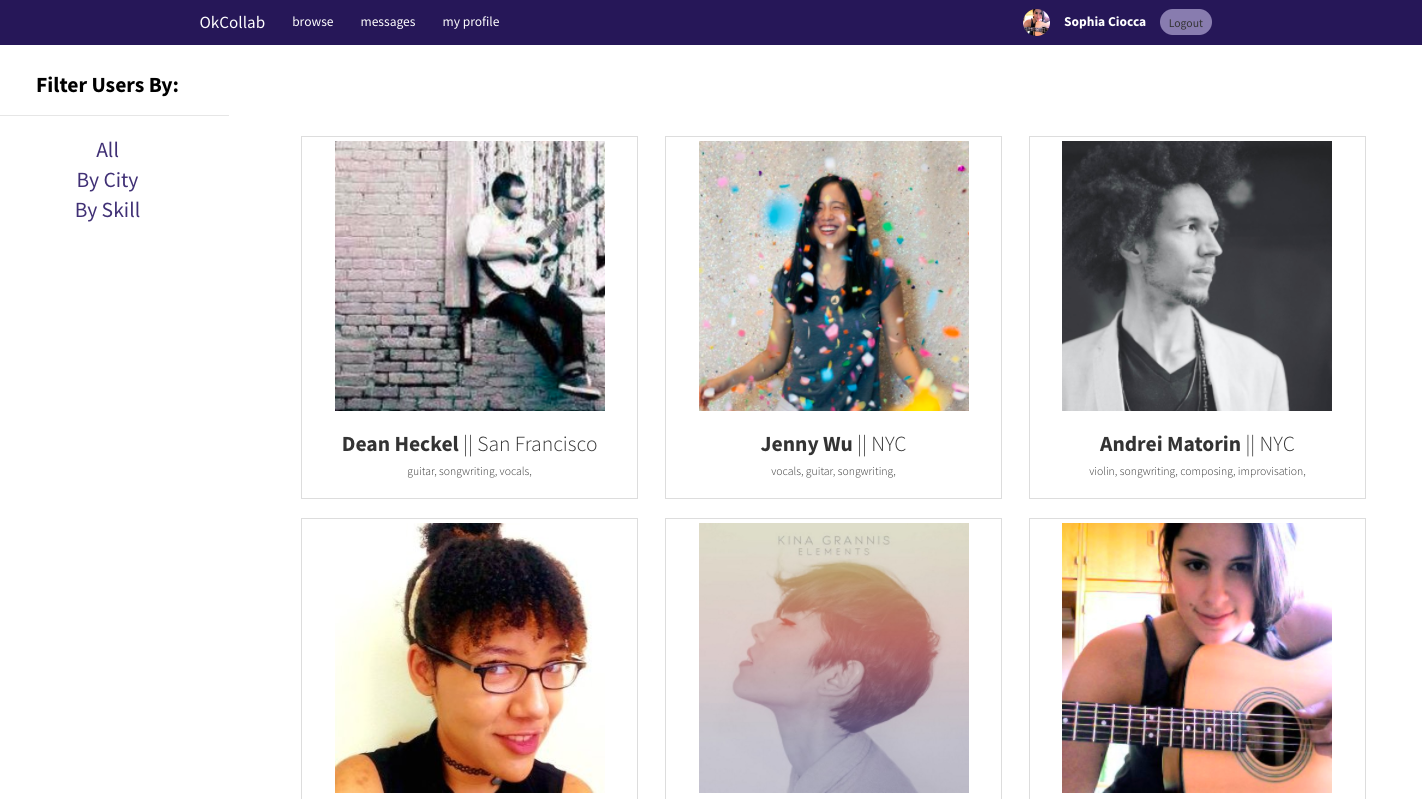 OkCollab browse messages my profile Sophia Ciocca Logout
Filter Users By:
All
By City
By Skill
Dean Heckel || San Francisco
guitar, songwriting, vocals,
Jenny Wu || NYC
vocals, guitar, songwriting,
Andrei Matorin || NYC
violin, songwriting, composing, improvisation,
KINA GRANNIS
ELEMENTS